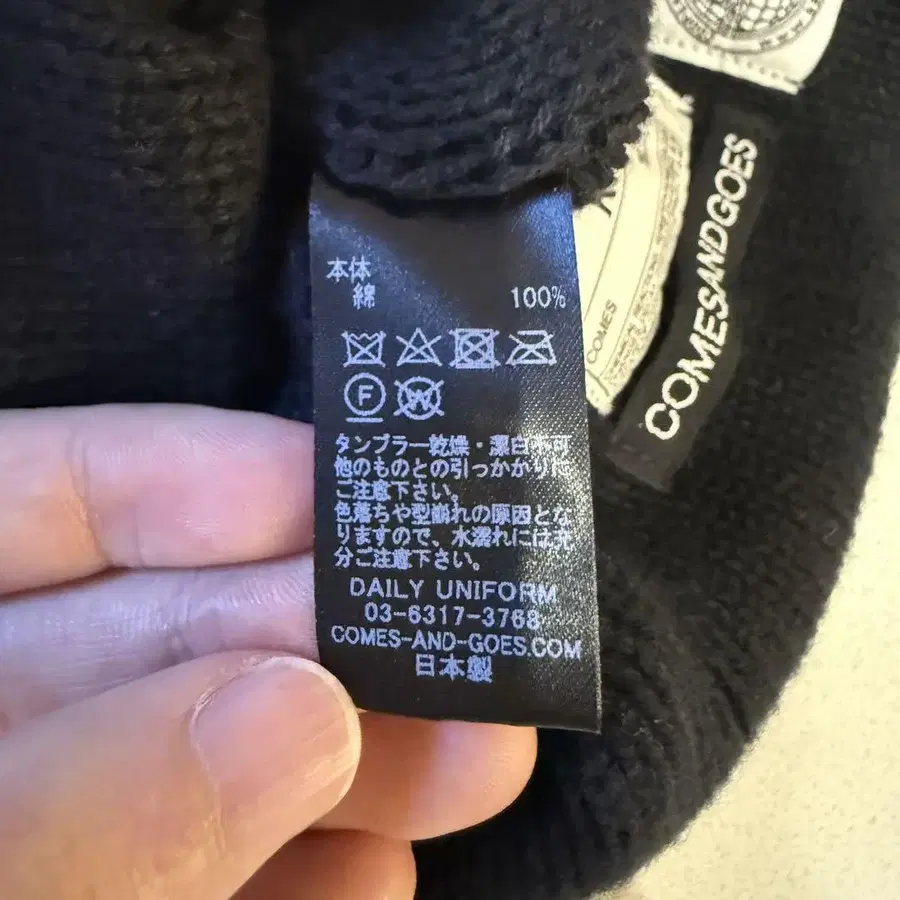 本体
綿 100%
F
W
タンブラー乾燥・漂白不可
他のものとの引っかかりに
ご注意下さい。
色落ちや型崩れの原因とな
りますので、水濡れには充
分ご注意下さい。
DAILY UNIFORM
03-6317-3768
COMES-AND-GOES.COM
日本製
COMESANDGOES
COMES